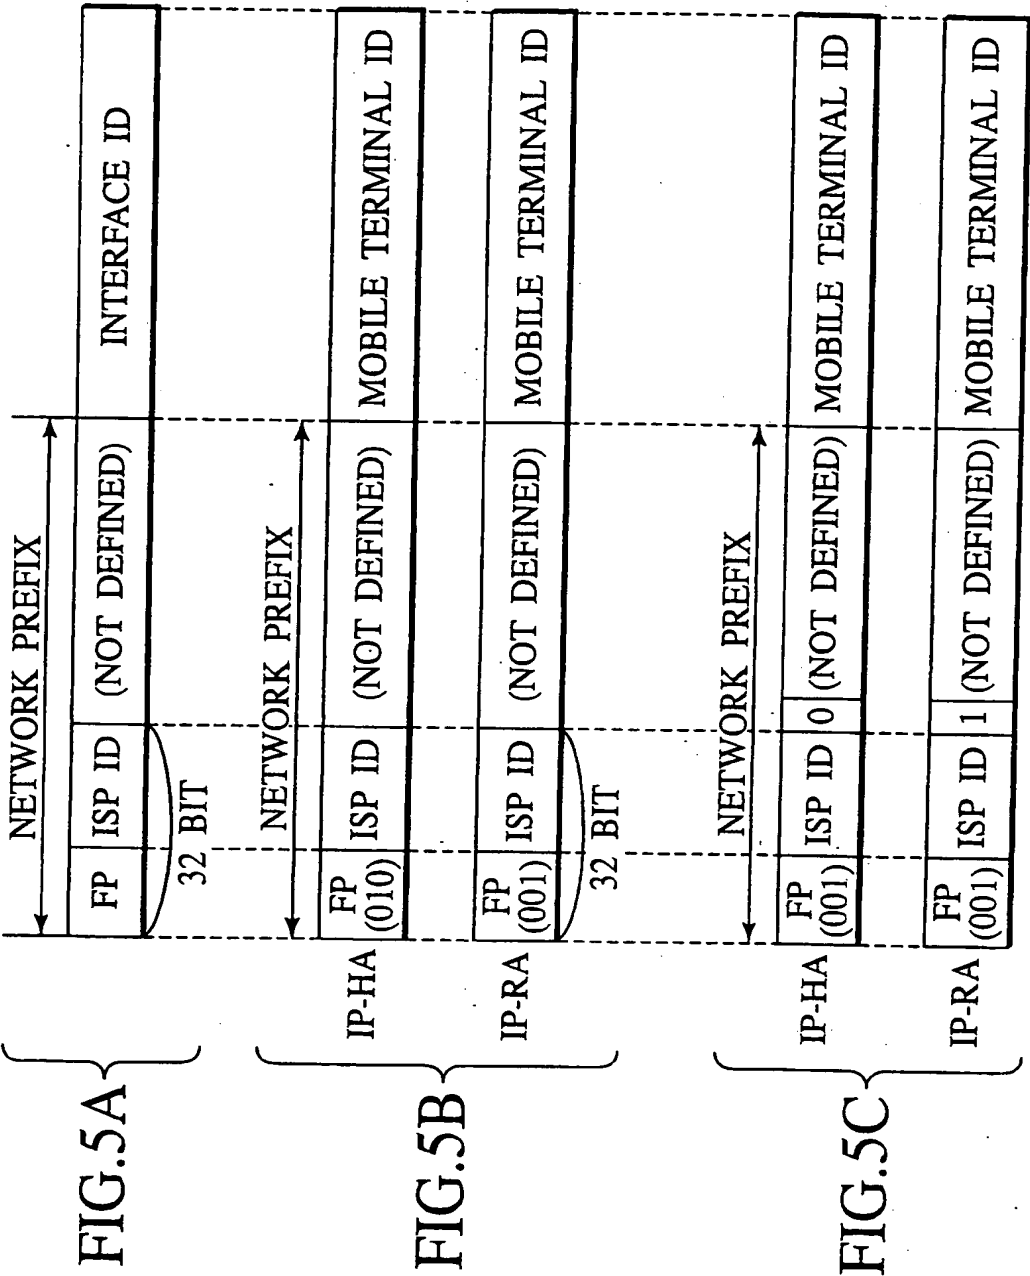 FIG.5A
NETWORK PREFIX
FP ISP ID (NOT DEFINED) INTERFACE ID
32 BIT
FIG.5B
NETWORK PREFIX
IP-HA FP (010) ISP ID (NOT DEFINED) MOBILE TERMINAL ID
IP-RA FP (001) ISP ID (NOT DEFINED) MOBILE TERMINAL ID
32 BIT
FIG.5C
NETWORK PREFIX
IP-HA FP (001) ISP ID 0 (NOT DEFINED) MOBILE TERMINAL ID
IP-RA FP (001) ISP ID 1 (NOT DEFINED) MOBILE TERMINAL ID